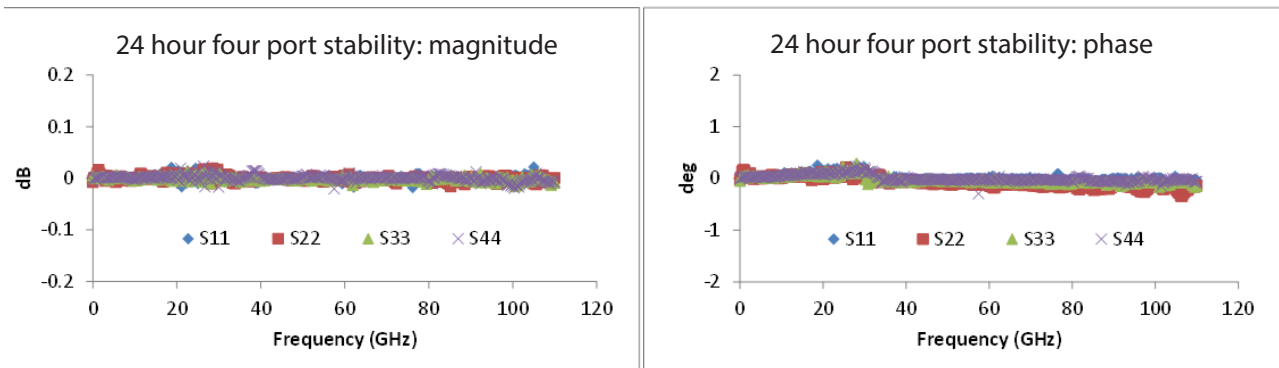 24 hour four port stability: magnitude
0.2
0.1
0
-0.1
-0.2
dB
S11 S22 S33 S44
0 20 40 60 80 100 120
Frequency (GHz)
24 hour four port stability: phase
2
1
0
-1
-2
deg
S11 S22 S33 S44
0 20 40 60 80 100 120
Frequency (GHz)